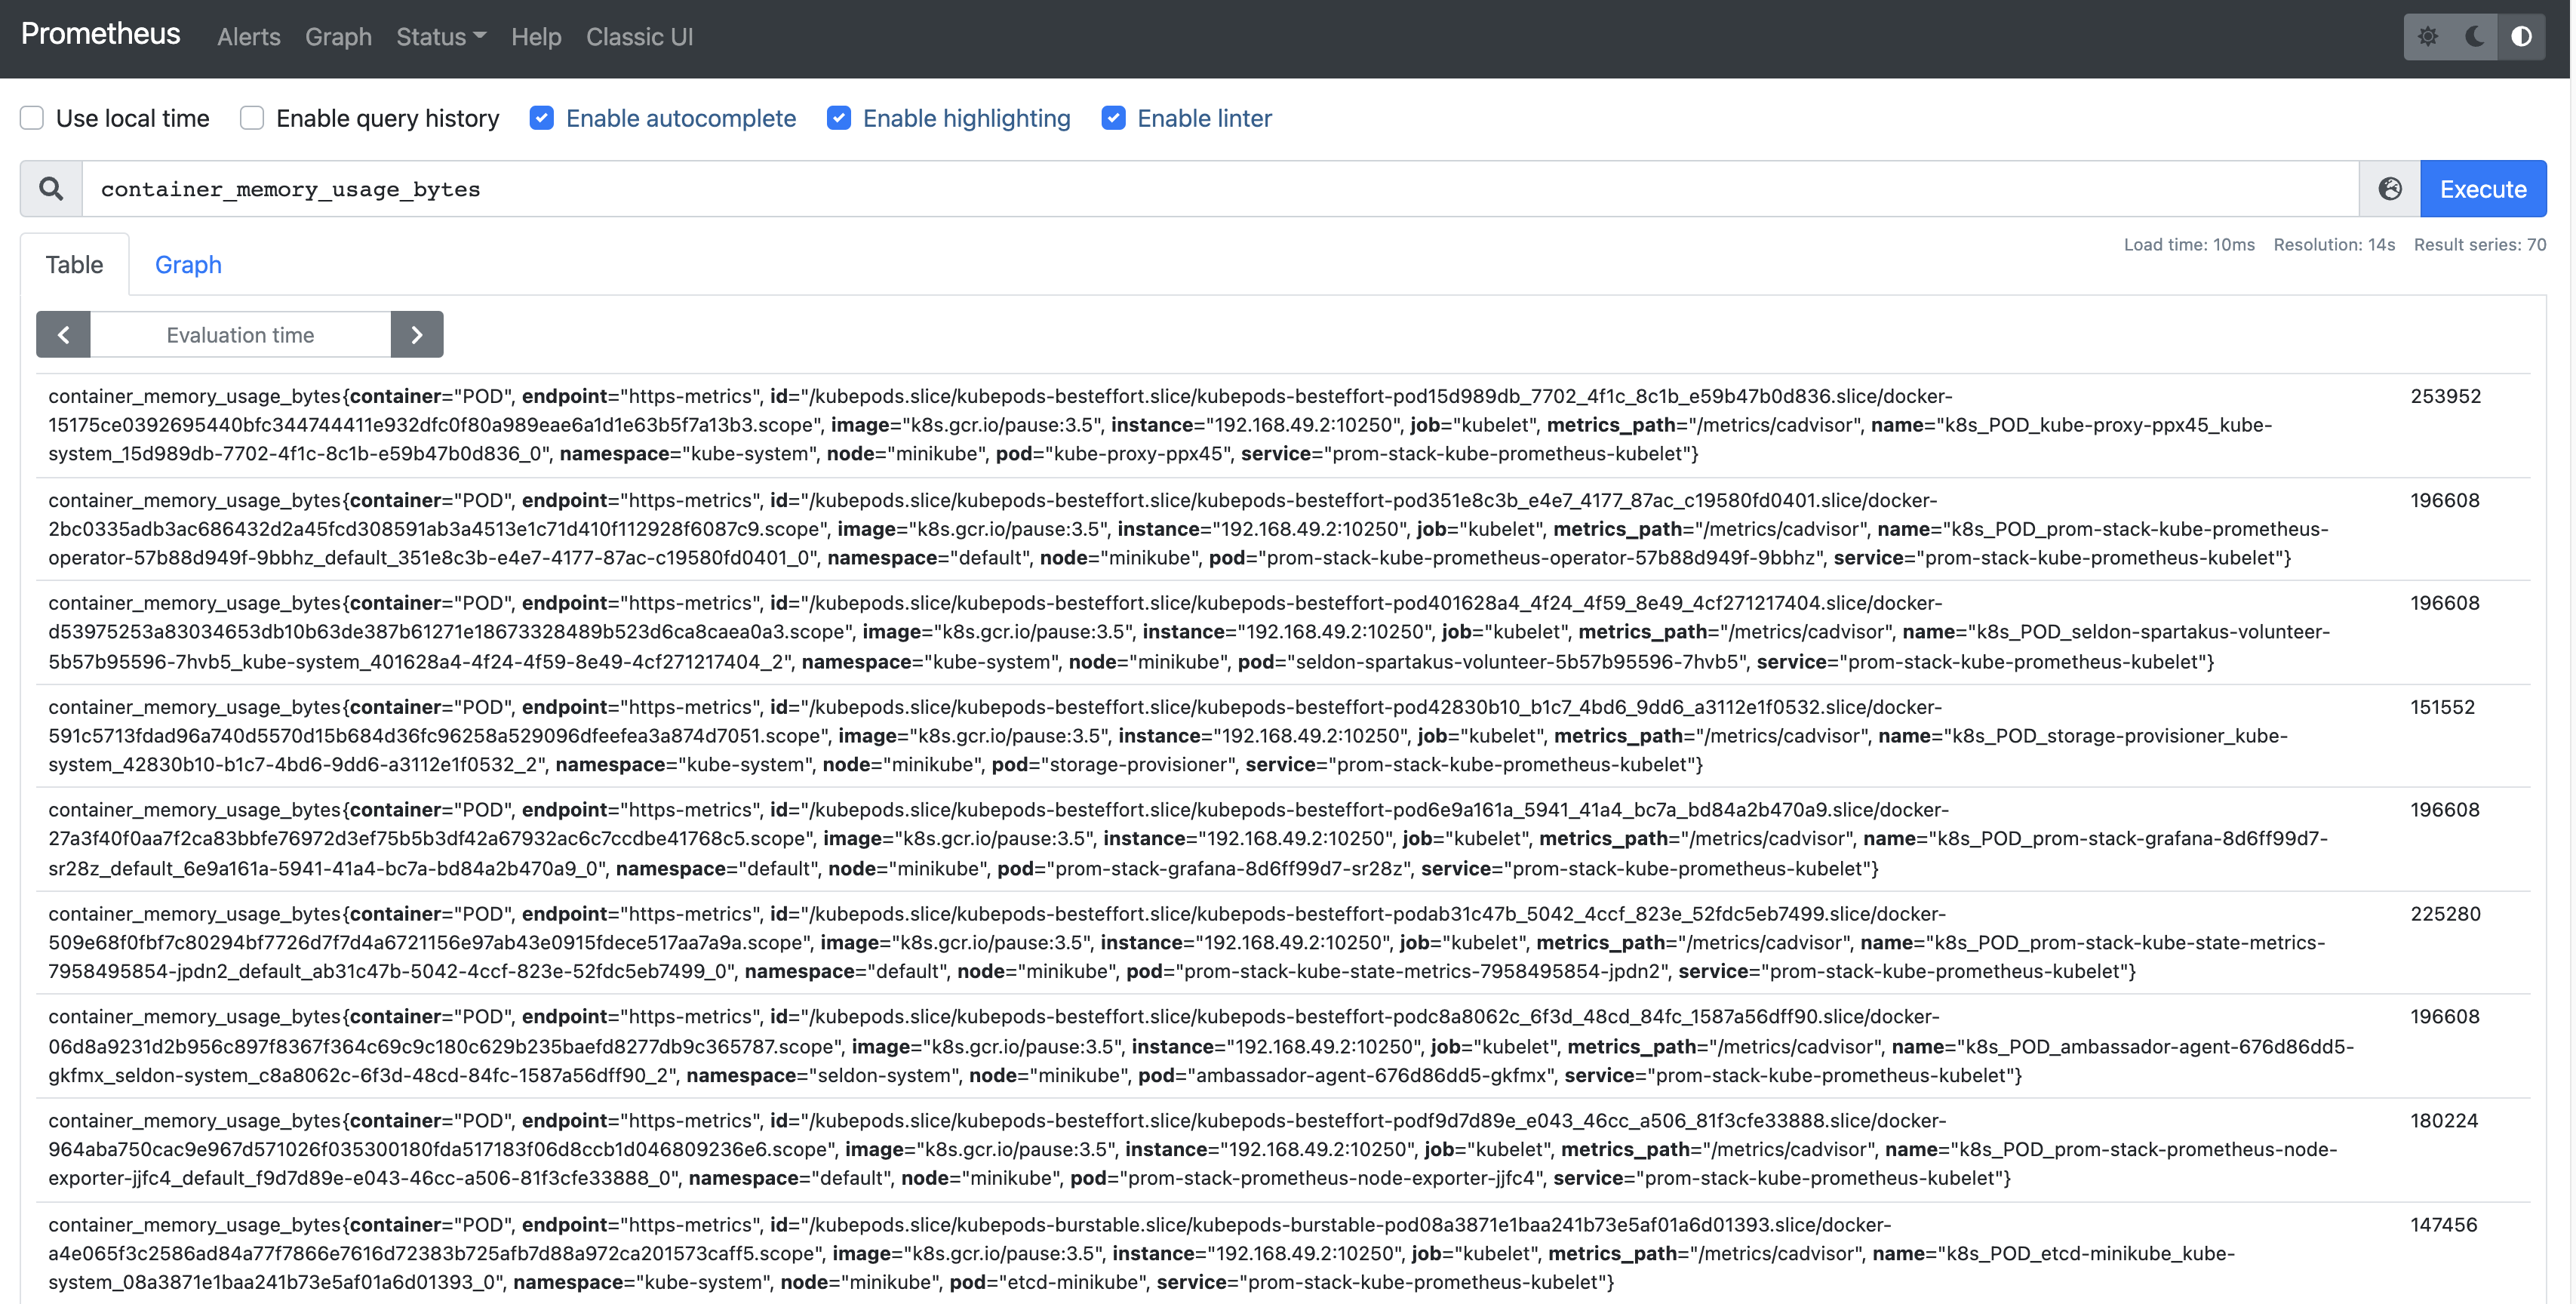 Prometheus Alerts Graph Status Help Classic UI
Use local time Enable query history Enable autocomplete Enable highlighting Enable linter
container_memory_usage_bytes Execute
Table Graph Load time: 10ms Resolution: 14s Result series: 70
Evaluation time
container_memory_usage_bytes{container="POD", endpoint="https-metrics", id="/kubepods.slice/kubepods-besteffort.slice/kubepods-besteffort-pod15d989db_7702_4f1c_8c1b_e59b47b0d836.slice/docker- 253952
15175ce0392695440bfc344744411e932dfc0f80a989eae6a1d1e63b5f7a13b3.scope", image="k8s.gcr.io/pause:3.5", instance="192.168.49.2:10250", job="kubelet", metrics_path="/metrics/cadvisor", name="k8s_POD_kube-proxy-ppx45_kube-
system_15d989db-7702-4f1c-8c1b-e59b47b0d836_0", namespace="kube-system", node="minikube", pod="kube-proxy-ppx45", service="prom-stack-kube-prometheus-kubelet"}
container_memory_usage_bytes{container="POD", endpoint="https-metrics", id="/kubepods.slice/kubepods-besteffort.slice/kubepods-besteffort-pod351e8c3b_e4e7_4177_87ac_c19580fd0401.slice/docker- 196608
2bc0335adb3ac686432d2a45fcd308591ab3a4513e1c71d410f112928f6087c9.scope", image="k8s.gcr.io/pause:3.5", instance="192.168.49.2:10250", job="kubelet", metrics_path="/metrics/cadvisor", name="k8s_POD_prom-stack-kube-prometheus-
operator-57b88d949f-9bbhz_default_351e8c3b-e4e7-4177-87ac-c19580fd0401_0", namespace="default", node="minikube", pod="prom-stack-kube-prometheus-operator-57b88d949f-9bbhz", service="prom-stack-kube-prometheus-kubelet"}
container_memory_usage_bytes{container="POD", endpoint="https-metrics", id="/kubepods.slice/kubepods-besteffort.slice/kubepods-besteffort-pod401628a4_4f24_4f59_8e49_4cf271217404.slice/docker- 196608
d53975253a83034653db10b63de387b61271e18673328489b523d6ca8caea0a3.scope", image="k8s.gcr.io/pause:3.5", instance="192.168.49.2:10250", job="kubelet", metrics_path="/metrics/cadvisor", name="k8s_POD_seldon-spartakus-volunteer-
5b57b95596-7hvb5_kube-system_401628a4-4f24-4f59-8e49-4cf271217404_2", namespace="kube-system", node="minikube", pod="seldon-spartakus-volunteer-5b57b95596-7hvb5", service="prom-stack-kube-prometheus-kubelet"}
container_memory_usage_bytes{container="POD", endpoint="https-metrics", id="/kubepods.slice/kubepods-besteffort.slice/kubepods-besteffort-pod42830b10_b1c7_4bd6_9dd6_a3112e1f0532.slice/docker- 151552
591c5713fdad96a740d5570d15b684d36fc96258a529096dfeefea3a874d7051.scope", image="k8s.gcr.io/pause:3.5", instance="192.168.49.2:10250", job="kubelet", metrics_path="/metrics/cadvisor", name="k8s_POD_storage-provisioner_kube-
system_42830b10-b1c7-4bd6-9dd6-a3112e1f0532_2", namespace="kube-system", node="minikube", pod="storage-provisioner", service="prom-stack-kube-prometheus-kubelet"}
container_memory_usage_bytes{container="POD", endpoint="https-metrics", id="/kubepods.slice/kubepods-besteffort.slice/kubepods-besteffort-pod6e9a161a_5941_41a4_bc7a_bd84a2b470a9.slice/docker- 196608
27a3f40f0aa7f2ca83bbfe76972d3ef75b5b3df42a67932ac6c7ccdbe41768c5.scope", image="k8s.gcr.io/pause:3.5", instance="192.168.49.2:10250", job="kubelet", metrics_path="/metrics/cadvisor", name="k8s_POD_prom-stack-grafana-8d6ff99d7-
sr28z_default_6e9a161a-5941-41a4-bc7a-bd84a2b470a9_0", namespace="default", node="minikube", pod="prom-stack-grafana-8d6ff99d7-sr28z", service="prom-stack-kube-prometheus-kubelet"}
container_memory_usage_bytes{container="POD", endpoint="https-metrics", id="/kubepods.slice/kubepods-besteffort.slice/kubepods-besteffort-podab31c47b_5042_4ccf_823e_52fdc5eb7499.slice/docker- 225280
509e68f0fbf7c80294bf7726d7f7d4a6721156e97ab43e0915fdece517aa7a9a.scope", image="k8s.gcr.io/pause:3.5", instance="192.168.49.2:10250", job="kubelet", metrics_path="/metrics/cadvisor", name="k8s_POD_prom-stack-kube-state-metrics-
7958495854-jpdn2_default_ab31c47b-5042-4ccf-823e-52fdc5eb7499_0", namespace="default", node="minikube", pod="prom-stack-kube-state-metrics-7958495854-jpdn2", service="prom-stack-kube-prometheus-kubelet"}
container_memory_usage_bytes{container="POD", endpoint="https-metrics", id="/kubepods.slice/kubepods-besteffort.slice/kubepods-besteffort-podc8a8062c_6f3d_48cd_84fc_1587a56dff90.slice/docker- 196608
06d8a9231d2b956c897f8367f364c69c9c180c629b235baefd8277db9c365787.scope", image="k8s.gcr.io/pause:3.5", instance="192.168.49.2:10250", job="kubelet", metrics_path="/metrics/cadvisor", name="k8s_POD_ambassador-agent-676d86dd5-
gkfmx_seldon-system_c8a8062c-6f3d-48cd-84fc-1587a56dff90_2", namespace="seldon-system", node="minikube", pod="ambassador-agent-676d86dd5-gkfmx", service="prom-stack-kube-prometheus-kubelet"}
container_memory_usage_bytes{container="POD", endpoint="https-metrics", id="/kubepods.slice/kubepods-besteffort.slice/kubepods-besteffort-podf9d7d89e_e043_46cc_a506_81f3cfe33888.slice/docker- 180224
964aba750cac9e967d571026f035300180fda517183f06d8ccb1d046809236e6.scope", image="k8s.gcr.io/pause:3.5", instance="192.168.49.2:10250", job="kubelet", metrics_path="/metrics/cadvisor", name="k8s_POD_prom-stack-prometheus-node-
exporter-jjfc4_default_f9d7d89e-e043-46cc-a506-81f3cfe33888_0", namespace="default", node="minikube", pod="prom-stack-prometheus-node-exporter-jjfc4", service="prom-stack-kube-prometheus-kubelet"}
container_memory_usage_bytes{container="POD", endpoint="https-metrics", id="/kubepods.slice/kubepods-burstable.slice/kubepods-burstable-pod08a3871e1baa241b73e5af01a6d01393.slice/docker- 147456
a4e065f3c2586ad84a77f7866e7616d72383b725afb7d88a972ca201573caff5.scope", image="k8s.gcr.io/pause:3.5", instance="192.168.49.2:10250", job="kubelet", metrics_path="/metrics/cadvisor", name="k8s_POD_etcd-minikube_kube-
system_08a3871e1baa241b73e5af01a6d01393_0", namespace="kube-system", node="minikube", pod="etcd-minikube", service="prom-stack-kube-prometheus-kubelet"}